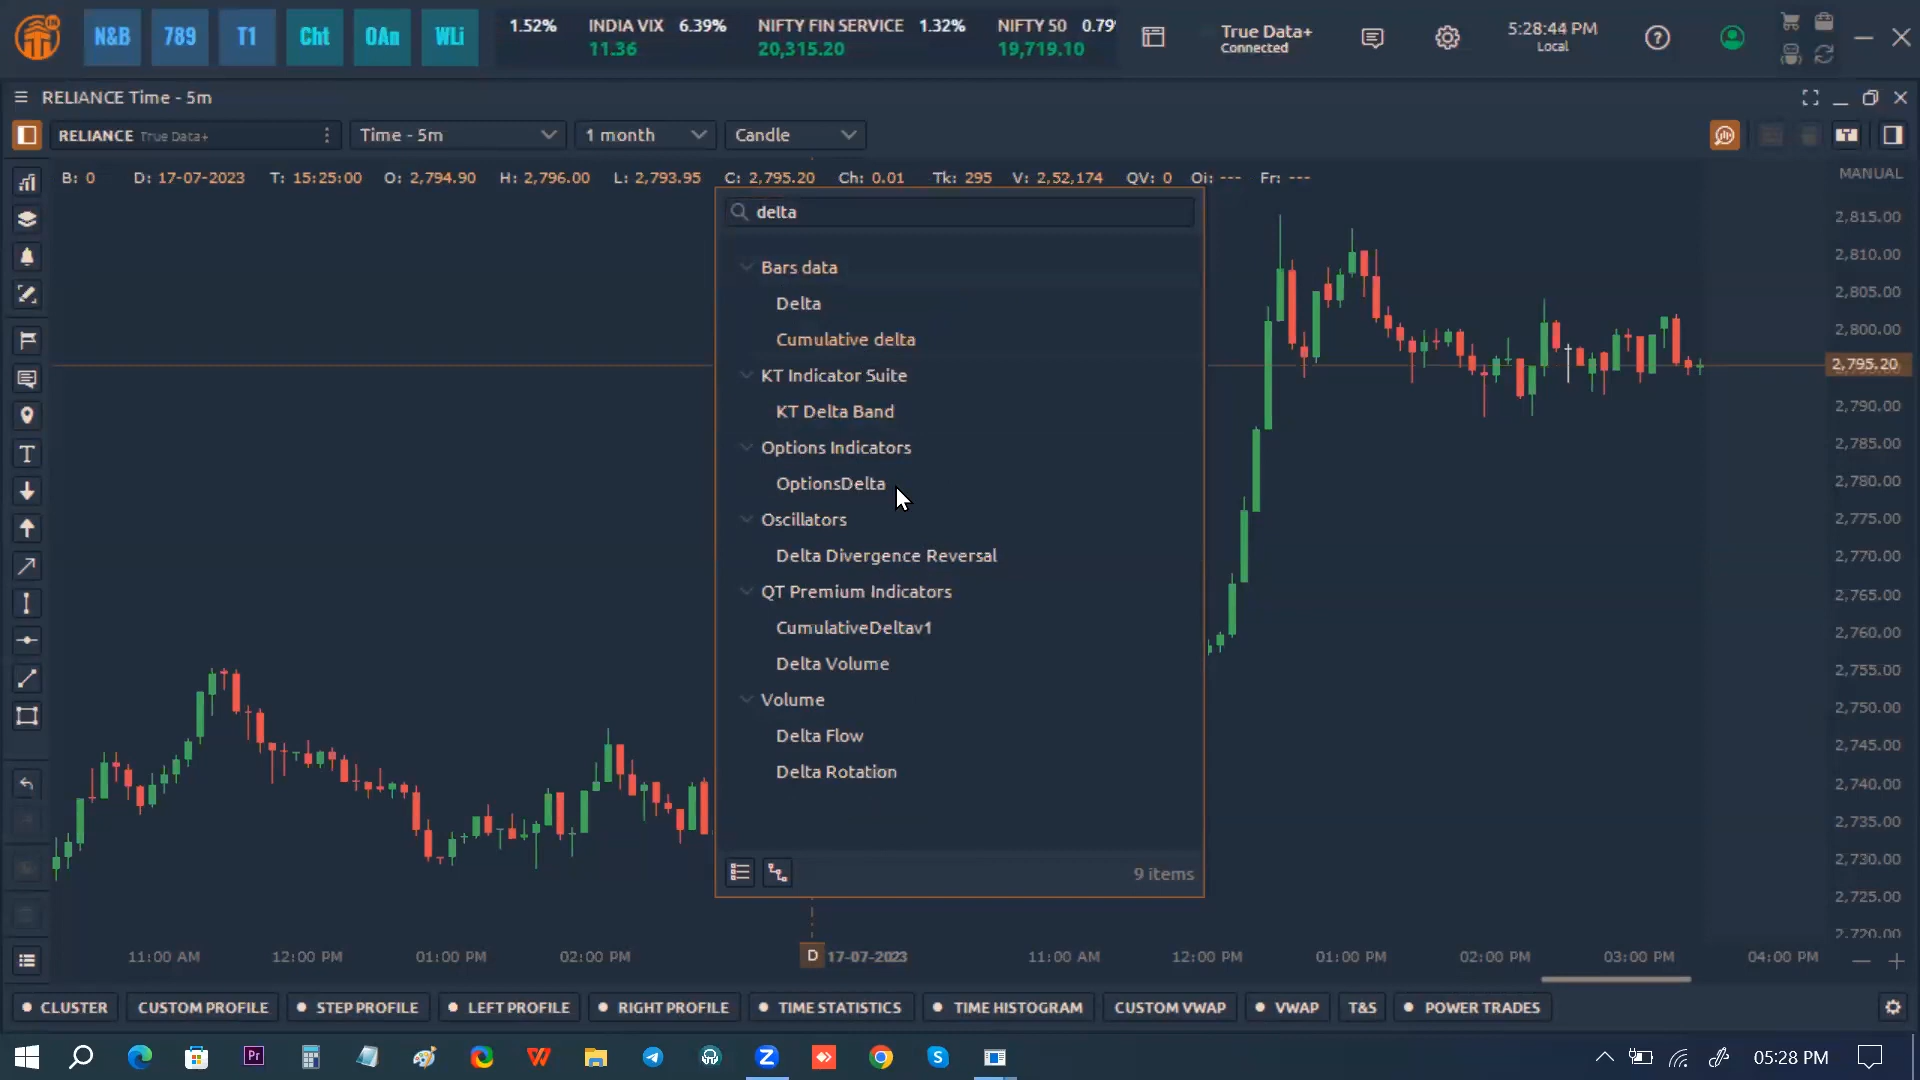 N&B 789 T1 Cht OAn WLi
1.52% INDIA VIX 6.39% NIFTY FIN SERVICE 1.32% NIFTY 50 0.79
11.36 20,315.20 19,719.10
True Data+
Connected
5:28:44 PM
Local
RELIANCE Time - 5m
RELIANCE True Data+ Time - 5m 1 month Candle
B: 0 D: 17-07-2023 T: 15:25:00 O: 2,794.90 H: 2,796.00 L: 2,793.95 C: 2,795.20 Ch: 0.01 Tk: 295 V: 2,52,174 QV: 0 Oi: --- Fr: ---
MANUAL
delta
Bars data
Delta
Cumulative delta
KT Indicator Suite
KT Delta Band
Options Indicators
OptionsDelta
Oscillators
Delta Divergence Reversal
QT Premium Indicators
CumulativeDeltav1
Delta Volume
Volume
Delta Flow
Delta Rotation
9 items
2,815.00
2,810.00
2,805.00
2,800.00
2,795.20
2,790.00
2,785.00
2,780.00
2,775.00
2,770.00
2,765.00
2,760.00
2,755.00
2,750.00
2,745.00
2,740.00
2,735.00
2,730.00
2,725.00
2,720.00
11:00 AM 12:00 PM 01:00 PM 02:00 PM D 17-07-2023 11:00 AM 12:00 PM 01:00 PM 02:00 PM 03:00 PM 04:00 PM
CLUSTER CUSTOM PROFILE STEP PROFILE LEFT PROFILE RIGHT PROFILE TIME STATISTICS TIME HISTOGRAM CUSTOM VWAP VWAP T&S POWER TRADES
05:28 PM